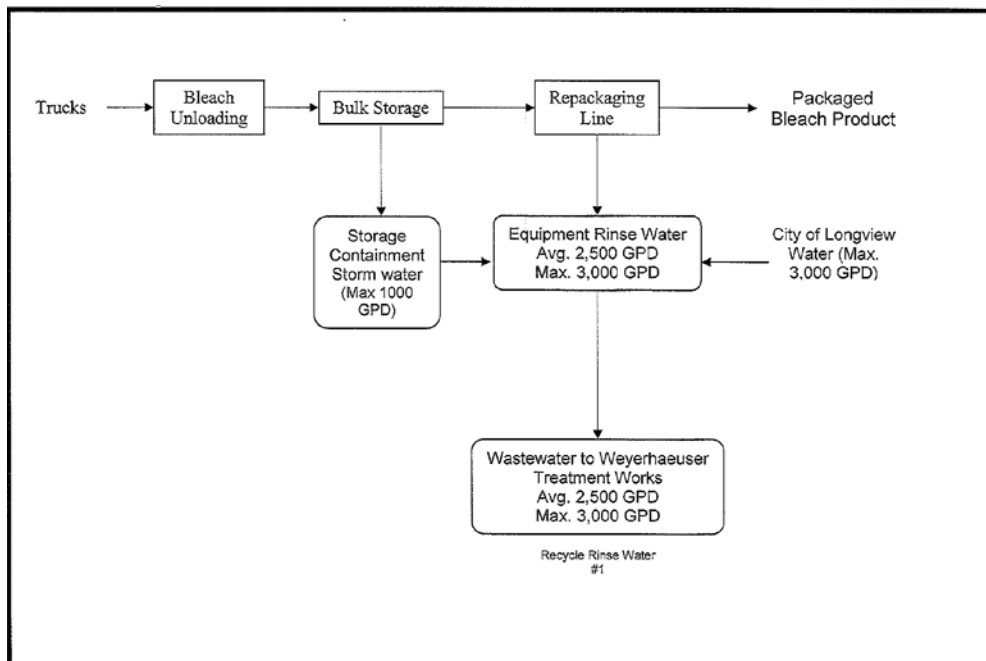 Trucks
Bleach
Unloading
Bulk Storage
Repackaging
Line
Packaged
Bleach Product
Storage
Containment
Storm water
(Max 1000
GPD)
Equipment Rinse Water
Avg. 2,500 GPD
Max. 3,000 GPD
City of Longview
Water (Max.
3,000 GPD)
Wastewater to Weyerhaeuser
Treatment Works
Avg. 2,500 GPD
Max. 3,000 GPD
Recycle Rinse Water
#1